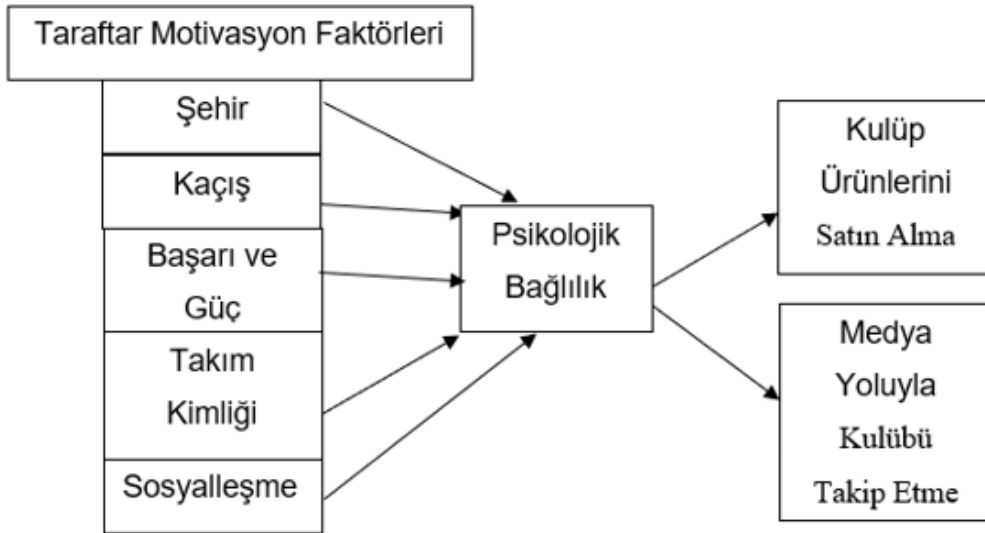 Taraftar Motivasyon Faktörleri
Şehir
Kaçış
Başarı ve
Güç
Takım
Kimliği
Sosyalleşme
Psikolojik
Bağlılık
Kulüp
Ürünlerini
Satın Alma
Medya
Yoluyla
Kulübü
Takip Etme